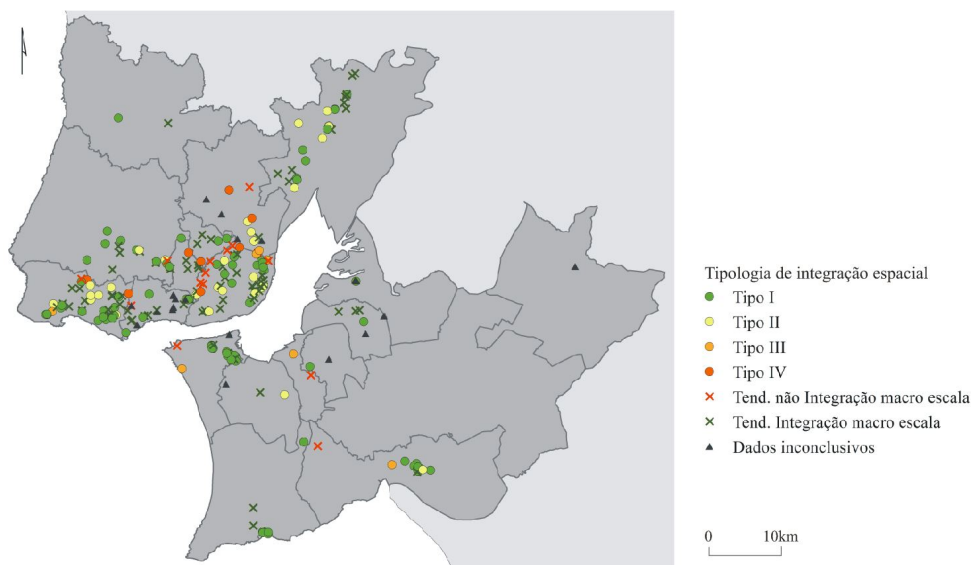 Tipologia de integração espacial
Tipo I
Tipo II
Tipo III
Tipo IV
Tend. não Integração macro escala
Tend. Integração macro escala
Dados inconclusivos
0 10km